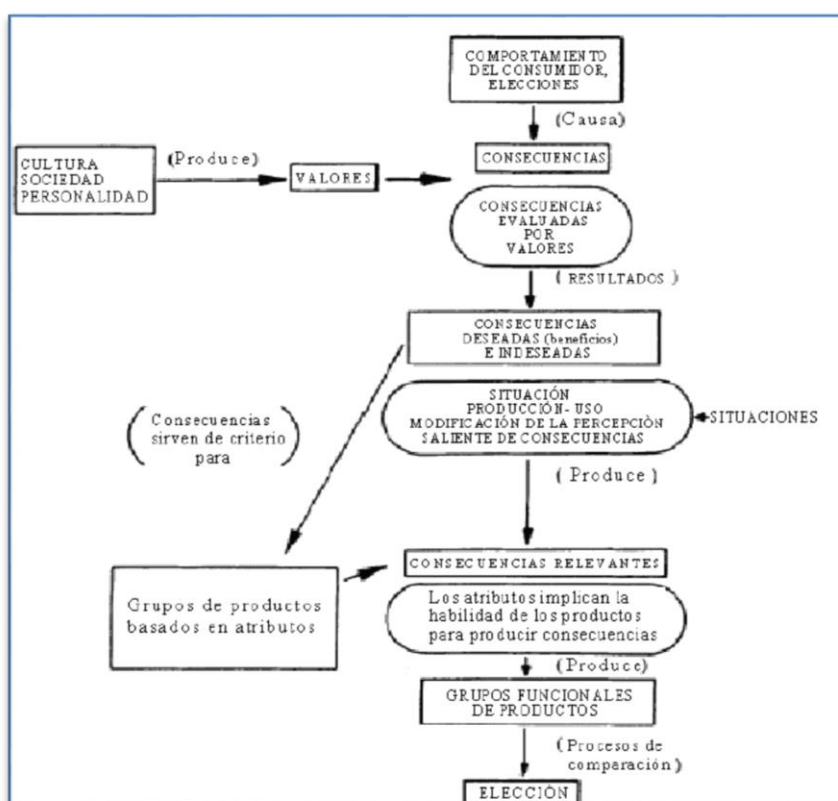 COMPORTAMIENTO
DEL CONSUMIDOR,
ELECCIONES
(Causa)
CULTURA
SOCIEDAD
PERSONALIDAD
(Produce)
VALORES
CONSECUENCIAS
CONSECUENCIAS
EVALUADAS
POR
VALORES
( RESULTADOS )
CONSECUENCIAS
DESEADAS (beneficios)
E INDESEADAS
SITUACIÓN
PRODUCCIÓN- USO
MODIFICACIÓN DE LA PERCEPCIÒN
SALIENTE DE CONSECUENCIAS
SITUACIONES
(Consecuencias
sirven de criterio
para)
( Produce )
CONSECUENCIAS RELEVANTES
Grupos de productos
basados en atributos
Los atributos implican la
habilidad de los productos
para producir consecuencias
(Produce)
GRUPOS FUNCIONALES
DE PRODUCTOS
(Procesos de
comparación)
ELECCIÓN